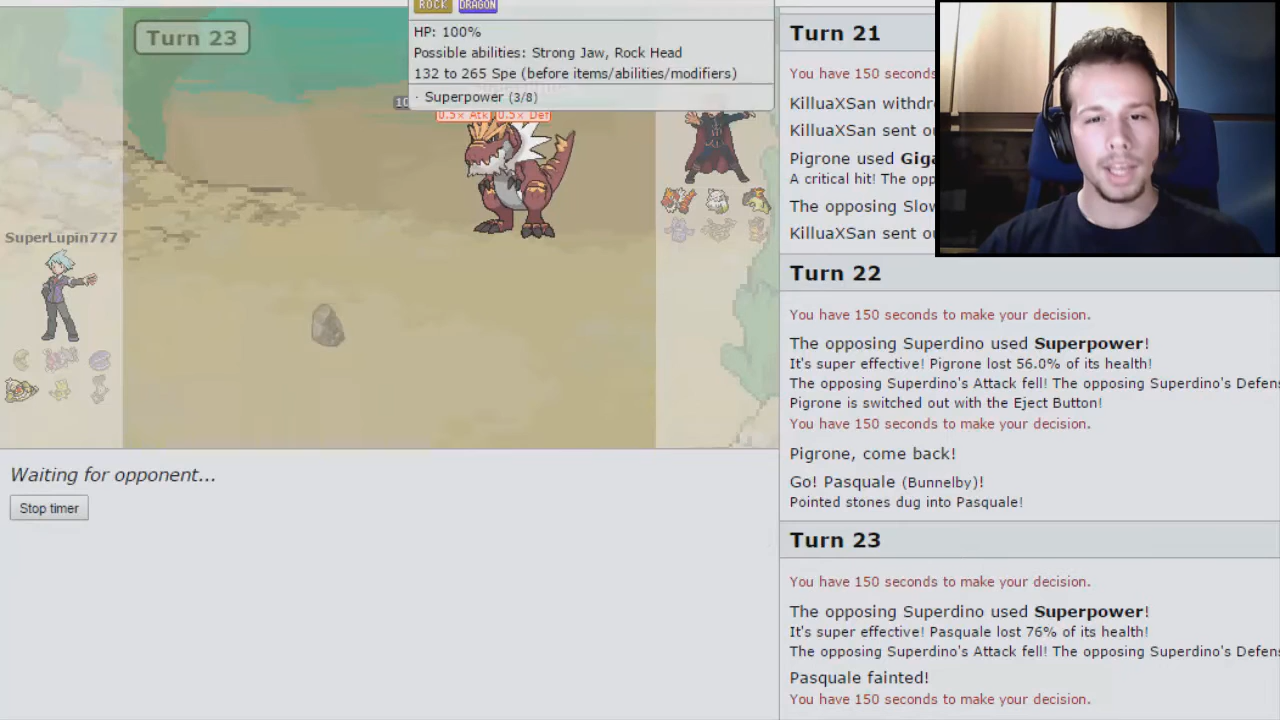 Turn 23
ROCK DRAGON
HP: 100%
Possible abilities: Strong Jaw, Rock Head
132 to 265 Spe (before items/abilities/modifiers)
· Superpower (3/8)
0.5× Atk 0.5× Def
SuperLupin777
Waiting for opponent...
Stop timer
Turn 21
You have 150 seconds
KilluaXSan withdr
KilluaXSan sent o
Pigrone used Giga
A critical hit! The opp
The opposing Slow
KilluaXSan sent o
Turn 22
You have 150 seconds to make your decision.
The opposing Superdino used Superpower!
It's super effective! Pigrone lost 56.0% of its health!
The opposing Superdino's Attack fell! The opposing Superdino's Defens
Pigrone is switched out with the Eject Button!
You have 150 seconds to make your decision.
Pigrone, come back!
Go! Pasquale (Bunnelby)!
Pointed stones dug into Pasquale!
Turn 23
You have 150 seconds to make your decision.
The opposing Superdino used Superpower!
It's super effective! Pasquale lost 76% of its health!
The opposing Superdino's Attack fell! The opposing Superdino's Defens
Pasquale fainted!
You have 150 seconds to make your decision.